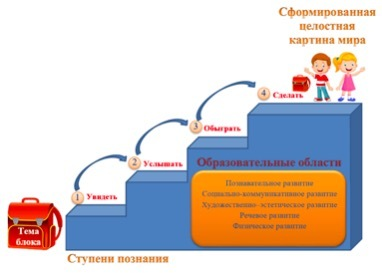 Сформированная
целостная
картина мира
4 Сделать
3 Обыграть
2 Услышать
1 Увидеть
Образовательные области
Познавательное развитие
Социально-коммуникативное развитие
Художественно-эстетическое развитие
Речевое развитие
Физическое развитие
Тема
блока
Ступени познания